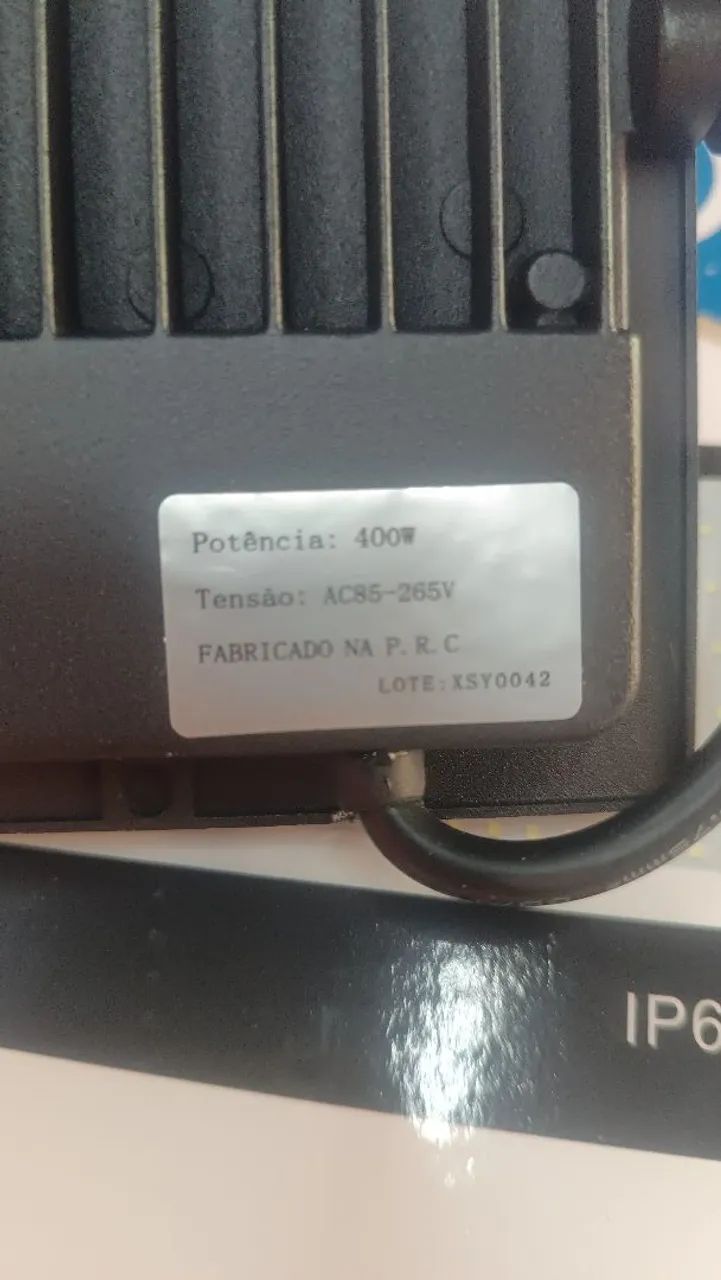 Potência: 400W
Tensão: AC85-265V
FABRICADO NA P.R.C
LOTE:XSY0042
IP6